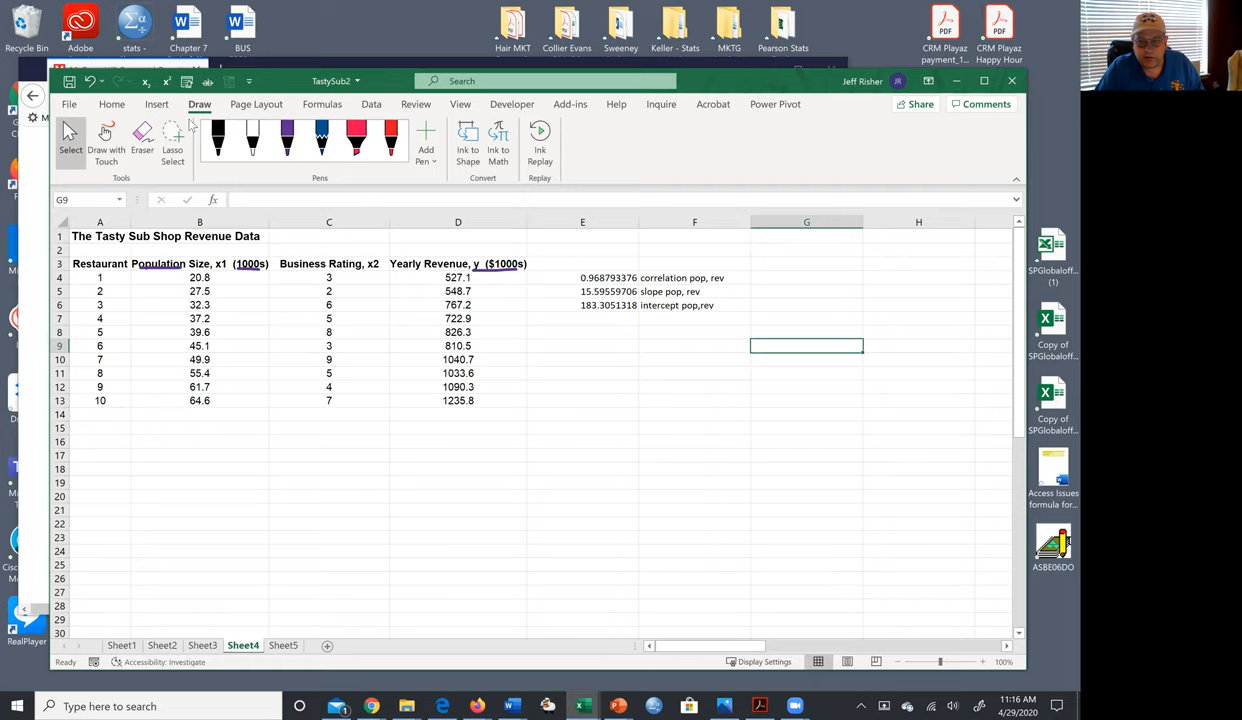 Recycle Bin
Adobe
stats -
Chapter 7
BUS
Hair MKT
Collier Evans
Sweeney
Keller - Stats
MKTG
Pearson Stats
CRM Playaz payment_1...
CRM Playaz Happy Hour
TastySub2
Search
Jeff Risher
JR
File Home Insert Draw Page Layout Formulas Data Review View Developer Add-ins Help Inquire Acrobat Power Pivot
Share
Comments
Select
Draw with Touch
Eraser
Lasso Select
Add Pen
Ink to Shape
Ink to Math
Ink Replay
Tools
Pens
Convert
Replay
G9
fx
A B C D E F G H
1 The Tasty Sub Shop Revenue Data
2
3 Restaurant Population Size, x1 (1000s) Business Rating, x2 Yearly Revenue, y ($1000s)
4 1 20.8 3 527.1 0.968793376 correlation pop, rev
5 2 27.5 2 548.7 15.59559706 slope pop, rev
6 3 32.3 6 767.2 183.3051318 intercept pop,rev
7 4 37.2 5 722.9
8 5 39.6 8 826.3
9 6 45.1 3 810.5
10 7 49.9 9 1040.7
11 8 55.4 5 1033.6
12 9 61.7 4 1090.3
13 10 64.6 7 1235.8
14
15
16
17
18
19
20
21
22
23
24
25
26
27
28
29
30
Sheet1 Sheet2 Sheet3 Sheet4 Sheet5
Ready
Accessibility: Investigate
Display Settings
100%
SPGlobaloff... (1)
Copy of SPGlobaloff...
Copy of SPGlobaloff...
Access Issues formula for...
ASBE06DO
RealPlayer
Type here to search
11:16 AM
4/29/2020